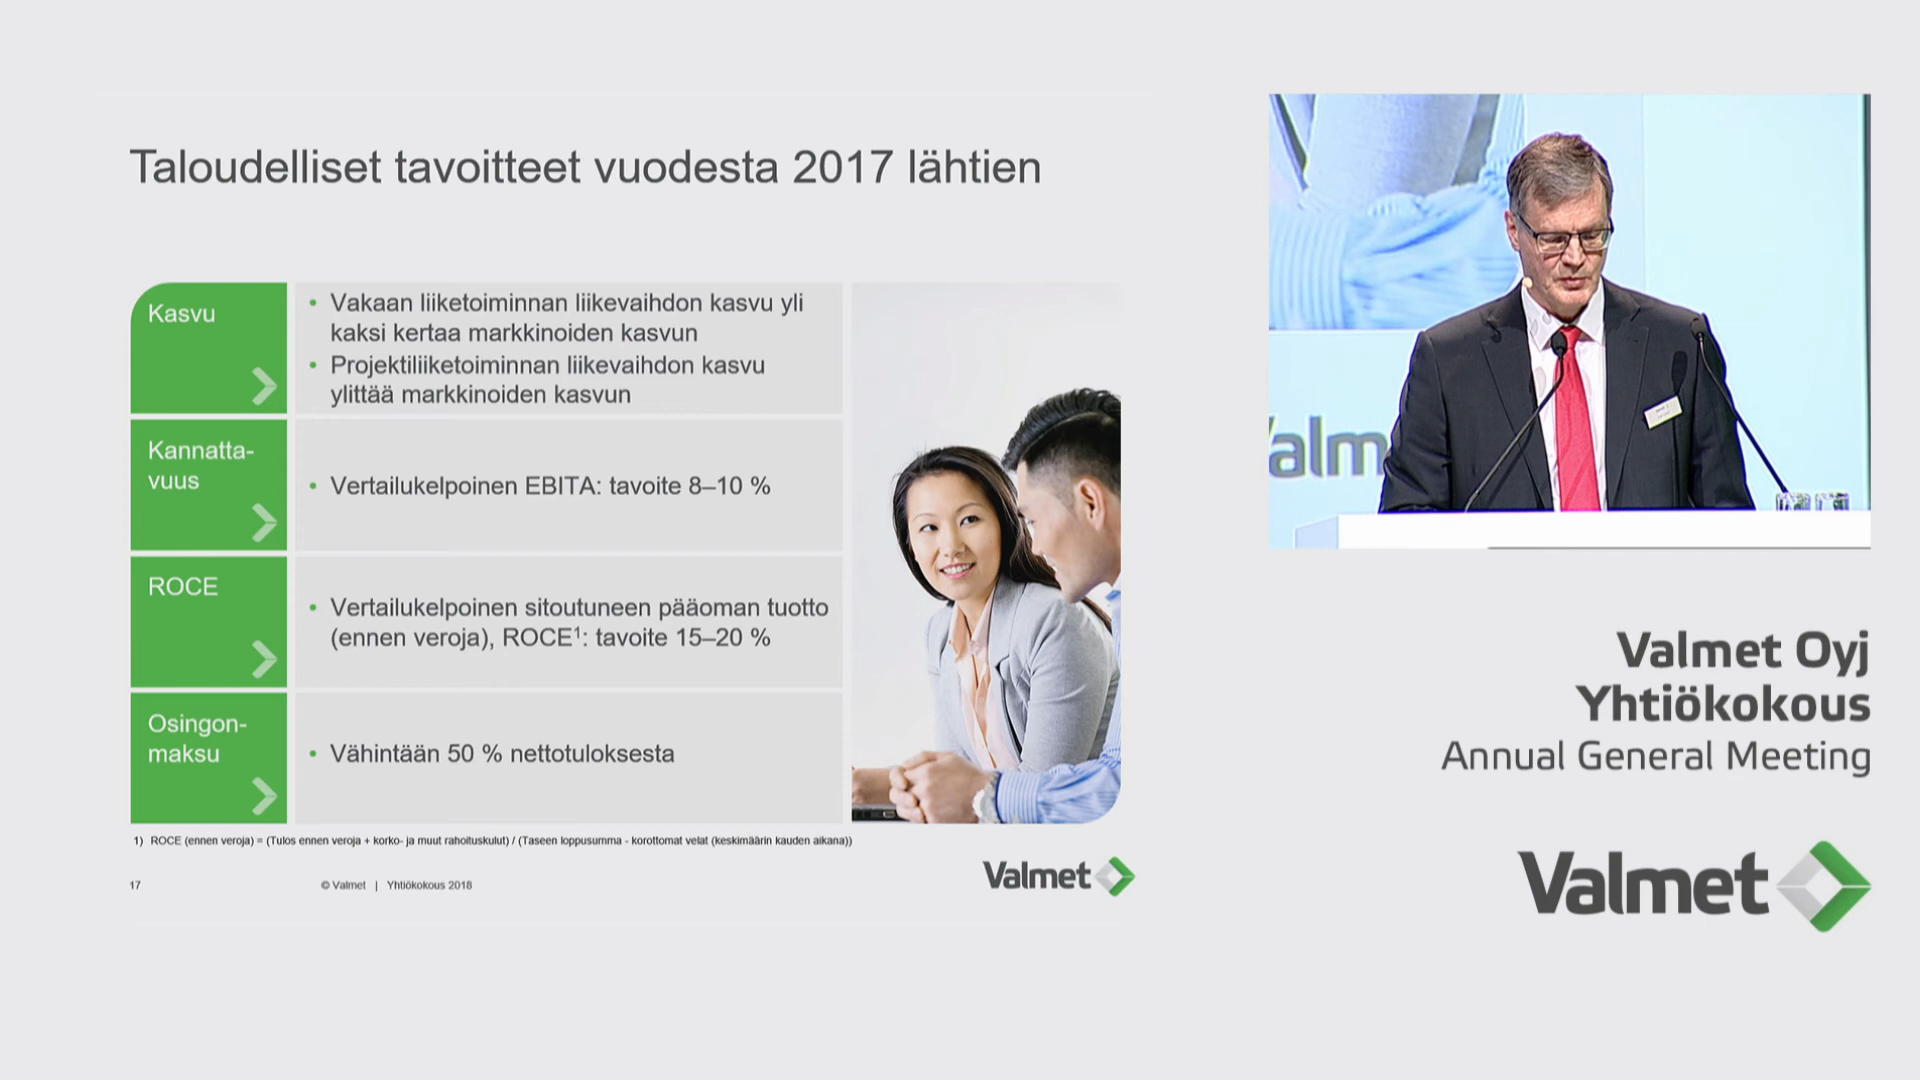 Taloudelliset tavoitteet vuodesta 2017 lähtien
Kasvu
• Vakaan liiketoiminnan liikevaihdon kasvu yli
kaksi kertaa markkinoiden kasvun
• Projektiliiketoiminnan liikevaihdon kasvu
ylittää markkinoiden kasvun
Kannatta-
vuus
• Vertailukelpoinen EBITA: tavoite 8–10 %
ROCE
• Vertailukelpoinen sitoutuneen pääoman tuotto
(ennen veroja), ROCE¹: tavoite 15–20 %
Osingon-
maksu
• Vähintään 50 % nettotuloksesta
1) ROCE (ennen veroja) = (Tulos ennen veroja + korko- ja muut rahoituskulut) / (Taseen loppusumma - korottomat velat (keskimäärin kauden aikana))
17
© Valmet | Yhtiökokous 2018
Valmet
Valm
Valmet Oyj
Yhtiökokous
Annual General Meeting
Valmet